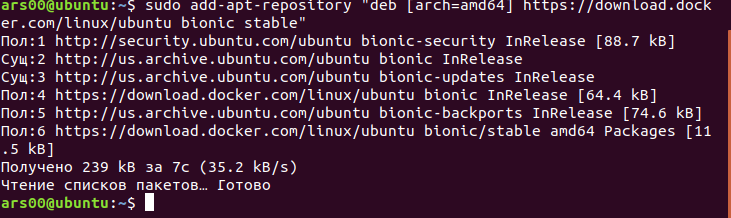 ars00@ubuntu:~$ sudo add-apt-repository "deb [arch=amd64] https://download.dock
er.com/linux/ubuntu bionic stable"
Пол:1 http://security.ubuntu.com/ubuntu bionic-security InRelease [88.7 kB]
Сущ:2 http://us.archive.ubuntu.com/ubuntu bionic InRelease
Сущ:3 http://us.archive.ubuntu.com/ubuntu bionic-updates InRelease
Пол:4 https://download.docker.com/linux/ubuntu bionic InRelease [64.4 kB]
Пол:5 http://us.archive.ubuntu.com/ubuntu bionic-backports InRelease [74.6 kB]
Пол:6 https://download.docker.com/linux/ubuntu bionic/stable amd64 Packages [11
.5 kB]
Получено 239 kB за 7с (35.2 kB/s)
Чтение списков пакетов… Готово
ars00@ubuntu:~$